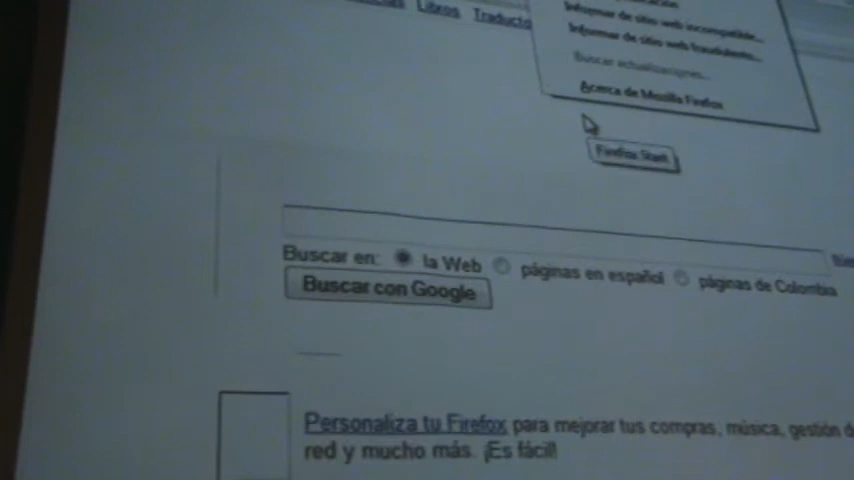 Libros Traducto
Informar de sitio web incompatible...
Informar de sitio web fraudulento...
Buscar actualizaciones...
Acerca de Mozilla Firefox
Firefox Start
Buscar en: la Web páginas en español páginas de Colombia
Buscar con Google
Personaliza tu Firefox para mejorar tus compras, música, gestión d
red y mucho más. ¡Es fácil!